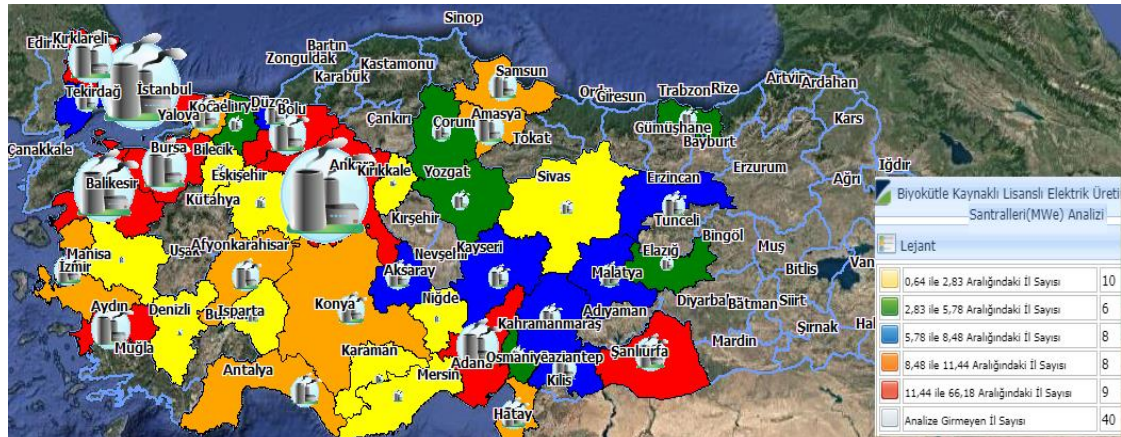 Sinop
Edirne
Kırklareli
Bartın
Zonguldak
Kastamonu
Karabük
Samsun
İstanbul
Tekirdağ
Yalova
Kocaeli
Düzce
Bolu
Çankırı
Çorum
Amasya
Tokat
Ordu
Giresun
Trabzon
Rize
Artvin
Ardahan
Kars
Gümüşhane
Bayburt
Çanakkale
Bursa
Bilecik
Balıkesir
Eskişehir
Ankara
Kırıkkale
Yozgat
Sivas
Erzincan
Erzurum
Iğdır
Ağrı
Kütahya
Kırşehir
Tunceli
Bingöl
Muş
Manisa
Uşak
Afyonkarahisar
İzmir
Nevşehir
Kayseri
Aksaray
Malatya
Elazığ
Bitlis
Van
Aydın
Denizli
Isparta
Konya
Niğde
Adıyaman
Diyarbakır
Batman
Siirt
Muğla
Kahramanmaraş
Şırnak
Mardin
Antalya
Karaman
Mersin
Adana
Osmaniye
Gaziantep
Şanlıurfa
Kilis
Hatay
Biyokütle Kaynaklı Lisanslı Elektrik Üreti
Santralleri(MWe) Analizi
Lejant
0,64 ile 2,83 Aralığındaki İl Sayısı 10
2,83 ile 5,78 Aralığındaki İl Sayısı 6
5,78 ile 8,48 Aralığındaki İl Sayısı 8
8,48 ile 11,44 Aralığındaki İl Sayısı 8
11,44 ile 66,18 Aralığındaki İl Sayısı 9
Analize Girmeyen İl Sayısı 40